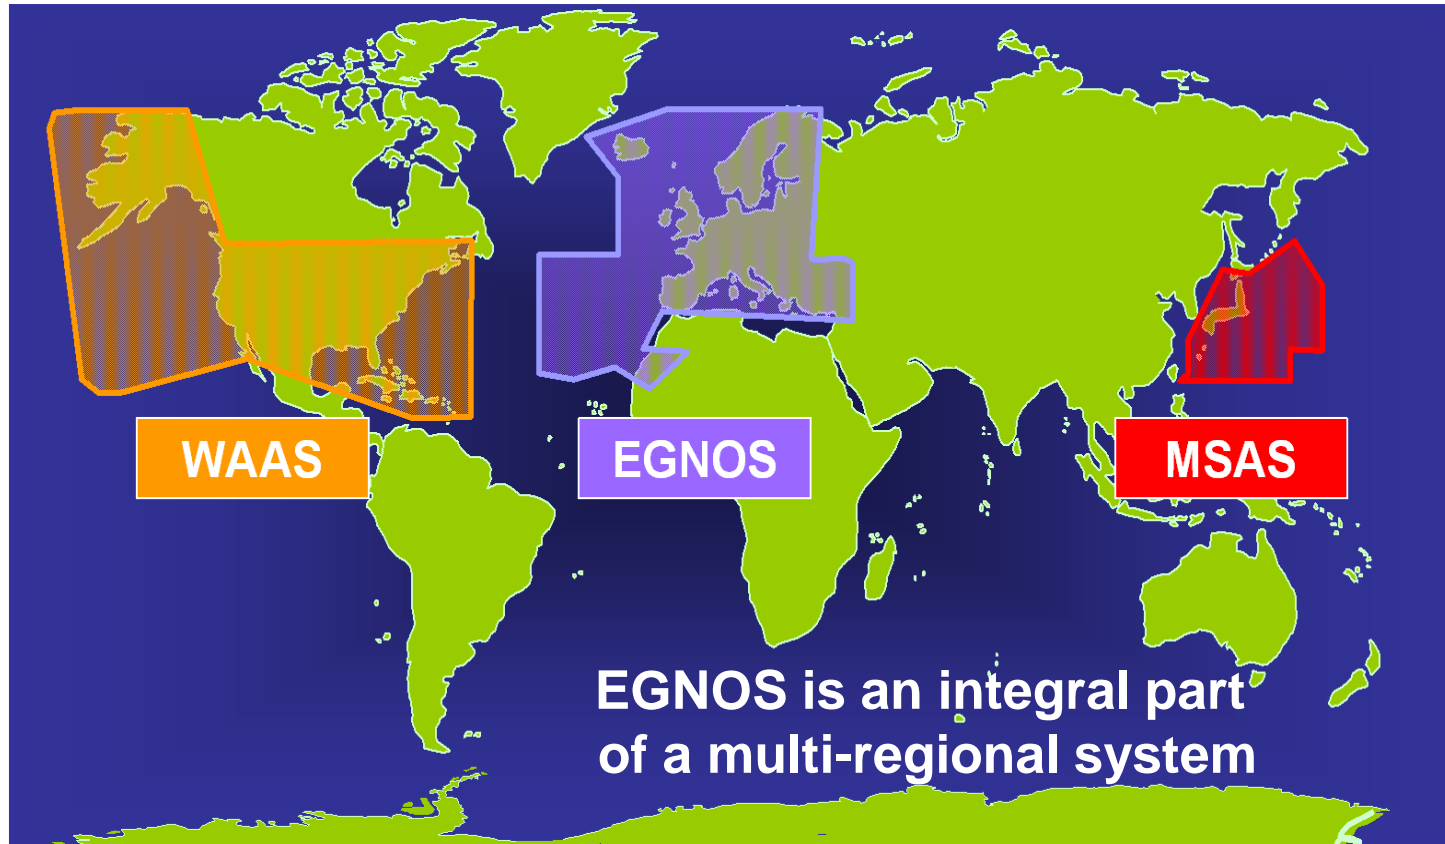 WAAS
EGNOS
MSAS
EGNOS is an integral part
of a multi-regional system